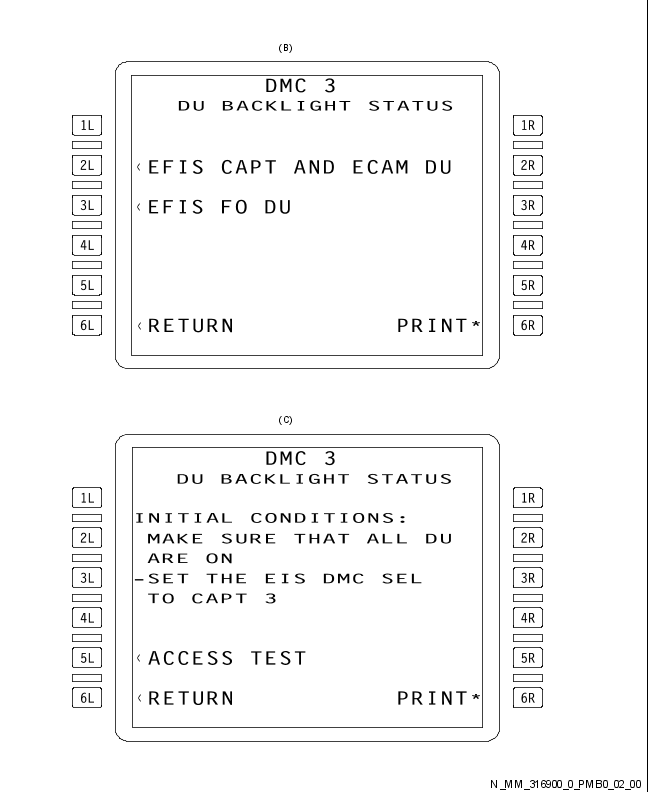 (B)
DMC 3
DU BACKLIGHT STATUS
1L 1R
2L <EFIS CAPT AND ECAM DU 2R
3L <EFIS FO DU 3R
4L 4R
5L 5R
6L <RETURN PRINT* 6R
(C)
DMC 3
DU BACKLIGHT STATUS
1L 1R
INITIAL CONDITIONS:
2L MAKE SURE THAT ALL DU 2R
ARE ON
3L -SET THE EIS DMC SEL 3R
TO CAPT 3
4L 4R
5L <ACCESS TEST 5R
6L <RETURN PRINT* 6R
N_MM_316900_0_PMB0_02_00